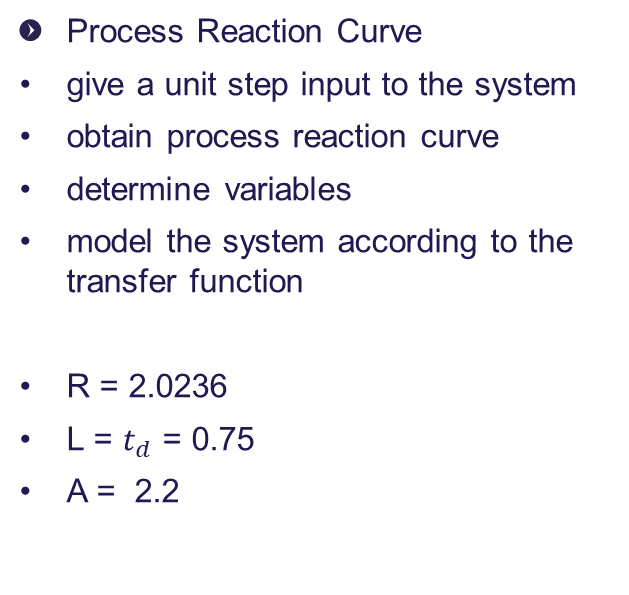 Process Reaction Curve
• give a unit step input to the system
• obtain process reaction curve
• determine variables
• model the system according to the
transfer function
• R = 2.0236
• L = t_d = 0.75
• A = 2.2